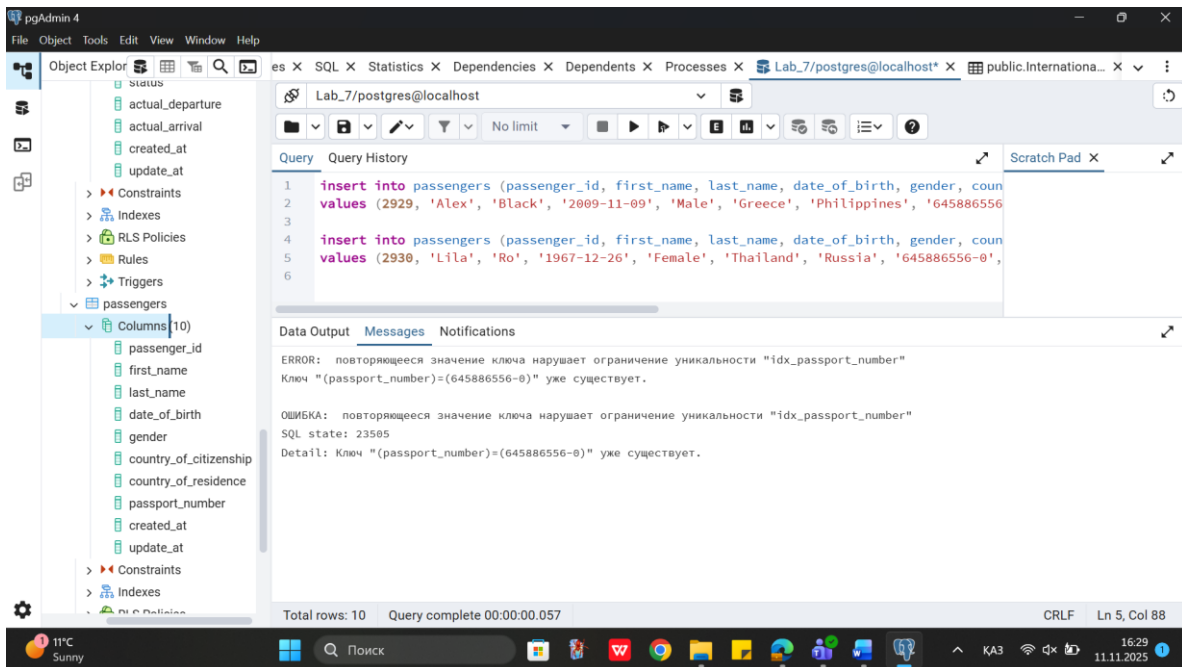 pgAdmin 4
File Object Tools Edit View Window Help
Object Explor
es SQL Statistics Dependencies Dependents Processes Lab_7/postgres@localhost* public.Internationa...
status
actual_departure
actual_arrival
created_at
update_at
Constraints
Indexes
RLS Policies
Rules
Triggers
passengers
Columns (10)
passenger_id
first_name
last_name
date_of_birth
gender
country_of_citizenship
country_of_residence
passport_number
created_at
update_at
Constraints
Indexes
RLS Policies
Lab_7/postgres@localhost
No limit
Query Query History
Scratch Pad
1 insert into passengers (passenger_id, first_name, last_name, date_of_birth, gender, coun
2 values (2929, 'Alex', 'Black', '2009-11-09', 'Male', 'Greece', 'Philippines', '645886556
3
4 insert into passengers (passenger_id, first_name, last_name, date_of_birth, gender, coun
5 values (2930, 'Lila', 'Ro', '1967-12-26', 'Female', 'Thailand', 'Russia', '645886556-0',
6
Data Output Messages Notifications
ERROR: повторяющееся значение ключа нарушает ограничение уникальности "idx_passport_number"
Ключ "(passport_number)=(645886556-0)" уже существует.
ОШИБКА: повторяющееся значение ключа нарушает ограничение уникальности "idx_passport_number"
SQL state: 23505
Detail: Ключ "(passport_number)=(645886556-0)" уже существует.
Total rows: 10 Query complete 00:00:00.057 CRLF Ln 5, Col 88
1
11°C
Sunny
Поиск
ҚАЗ
16:29
11.11.2025
1